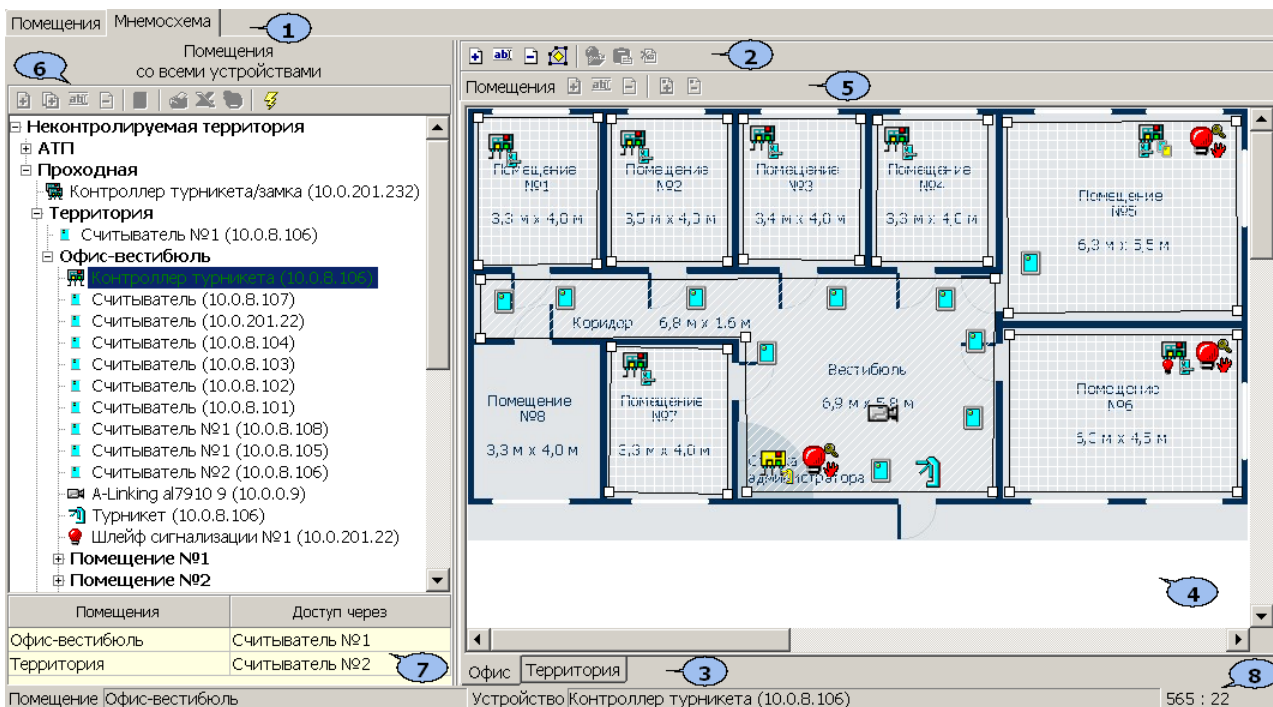 Помещения Мнемосхема
1
Помещения
со всеми устройствами
6
2
Помещения
5
Неконтролируемая территория
АТП
Проходная
Контроллер турникета/замка (10.0.201.232)
Территория
Считыватель №1 (10.0.8.106)
Офис-вестибюль
Контроллер турникета (10.0.8.106)
Считыватель (10.0.8.107)
Считыватель (10.0.201.22)
Считыватель (10.0.8.104)
Считыватель (10.0.8.103)
Считыватель (10.0.8.102)
Считыватель (10.0.8.101)
Считыватель №1 (10.0.8.108)
Считыватель №1 (10.0.8.105)
Считыватель №2 (10.0.8.106)
A-Linking al7910 9 (10.0.0.9)
Турникет (10.0.8.106)
Шлейф сигнализации №1 (10.0.201.22)
Помещение №1
Помещение №2
Помещения Доступ через
Офис-вестибюль Считыватель №1
Территория Считыватель №2
7
Помещение №1
3,3 м x 4,0 м
Помещение №2
3,5 м x 4,0 м
Помещение №3
3,4 м x 4,0 м
Помещение №4
3,3 м x 4,0 м
Помещение №5
6,3 м x 5,5 м
Коридор 6,8 м x 1.6 м
Вестибюль
6,9 м x 5,8 м
Помещение №6
Помещение №8
3,3 м x 4,0 м
Помещение №7
3,3 м x 4,0 м
администратора
4
Офис Территория
3
8
Помещение Офис-вестибюль Устройство Контроллер турникета (10.0.8.106) 565 : 22